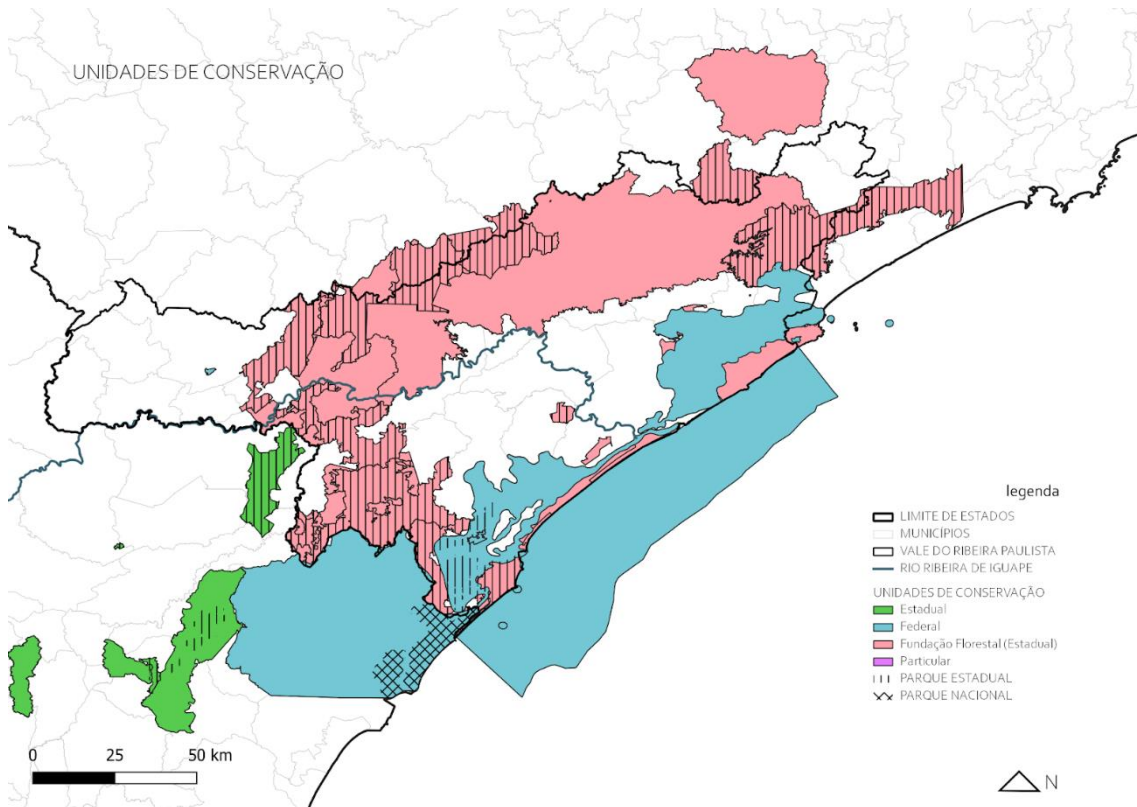 UNIDADES DE CONSERVAÇÃO
legenda
LIMITE DE ESTADOS
MUNICÍPIOS
VALE DO RIBEIRA PAULISTA
RIO RIBEIRA DE IGUAPE
UNIDADES DE CONSERVAÇÃO
Estadual
Federal
Fundação Florestal (Estadual)
Particular
PARQUE ESTADUAL
PARQUE NACIONAL
0 25 50 km
N